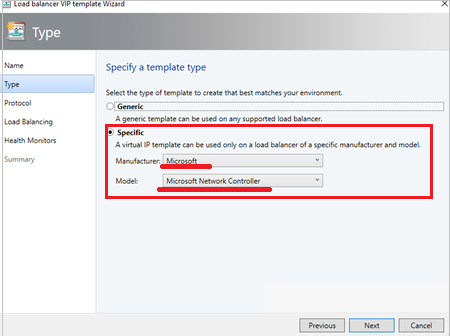 Load balancer VIP template Wizard
Type
Name
Type
Protocol
Load Balancing
Health Monitors
Summary
Specify a template type
Select the type of template to create that best matches your environment.
Generic
A generic template can be used on any supported load balancer.
Specific
A virtual IP template can be used only on a load balancer of a specific manufacturer and model.
Manufacturer: Microsoft
Model: Microsoft Network Controller
Previous Next Cancel